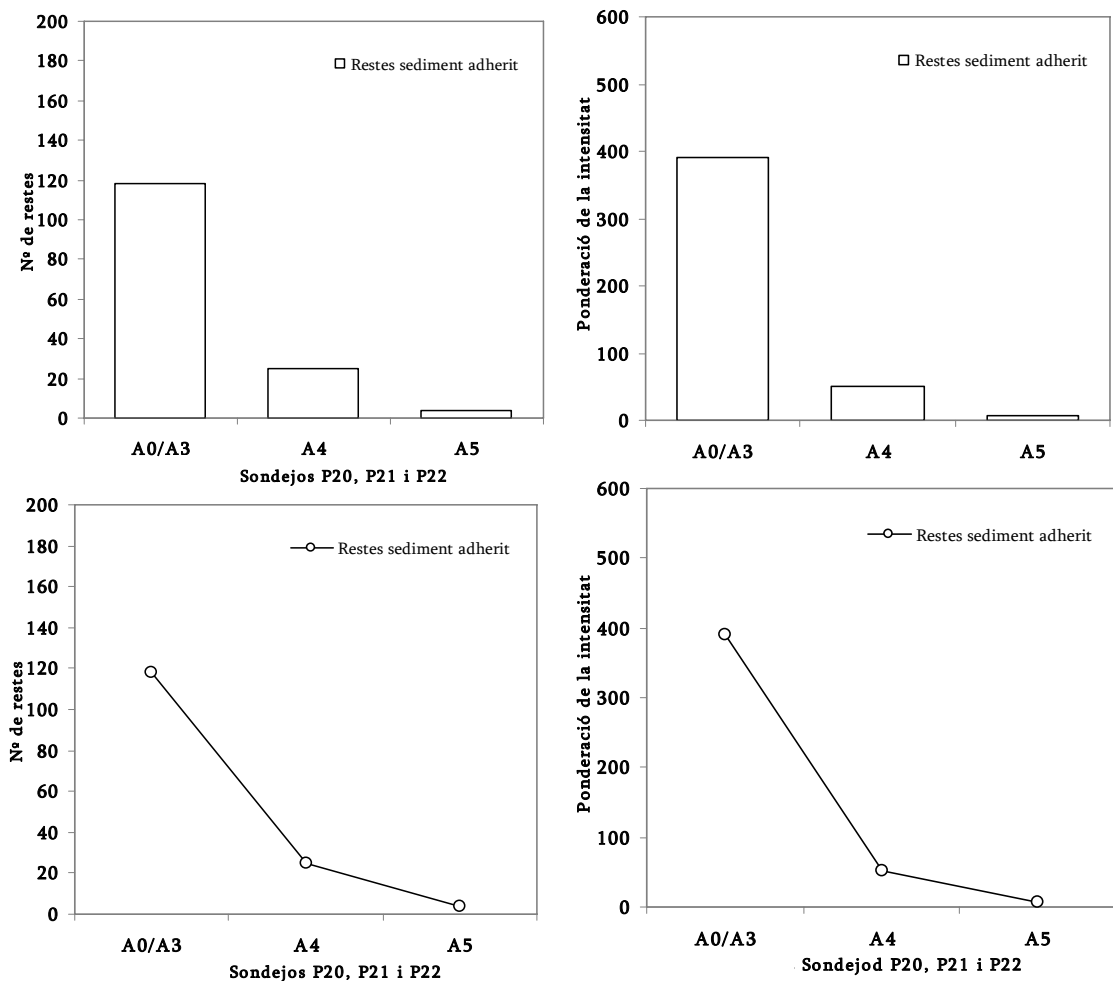 200
180
160
140
120
100
80
60
40
20
0
Nº de restes
Restes sediment adherit
A0/A3 A4 A5
Sondejos P20, P21 i P22
600
500
400
300
200
100
0
Ponderació de la intensitat
Restes sediment adherit
A0/A3 A4 A5
200
180
160
140
120
100
80
60
40
20
0
Nº de restes
Restes sediment adherit
A0/A3 A4 A5
Sondejos P20, P21 i P22
600
500
400
300
200
100
0
Ponderació de la intensitat
Restes sediment adherit
A0/A3 A4 A5
Sondejod P20, P21 i P22